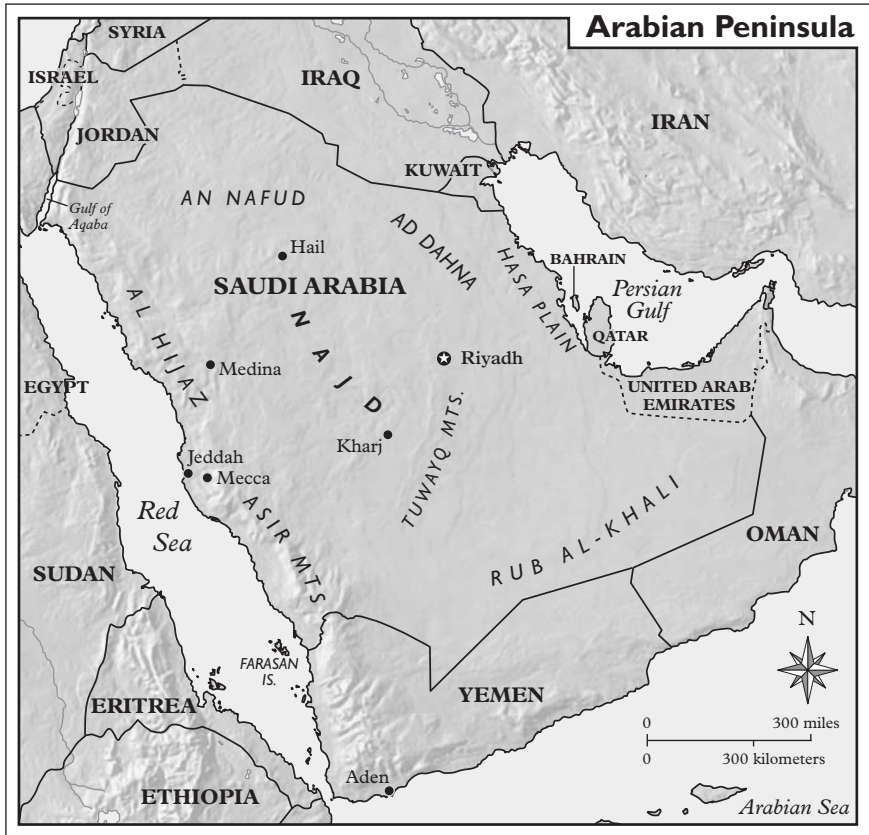 Arabian Peninsula
SYRIA
ISRAEL
IRAQ
IRAN
JORDAN
KUWAIT
Gulf of
Aqaba
AN NAFUD
AD DAHNA
HASA PLAIN
Hail
BAHRAIN
SAUDI ARABIA
Persian
Gulf
AL HIJAZ
NAJD
QATAR
Riyadh
Medina
EGYPT
UNITED ARAB
EMIRATES
TUWAYQ MTS.
Kharj
Jeddah
Mecca
Red
Sea
ASIR MTS
RUB AL-KHALI
OMAN
SUDAN
N
FARASAN
IS.
YEMEN
ERITREA
0 300 miles
0 300 kilometers
Aden
ETHIOPIA
Arabian Sea